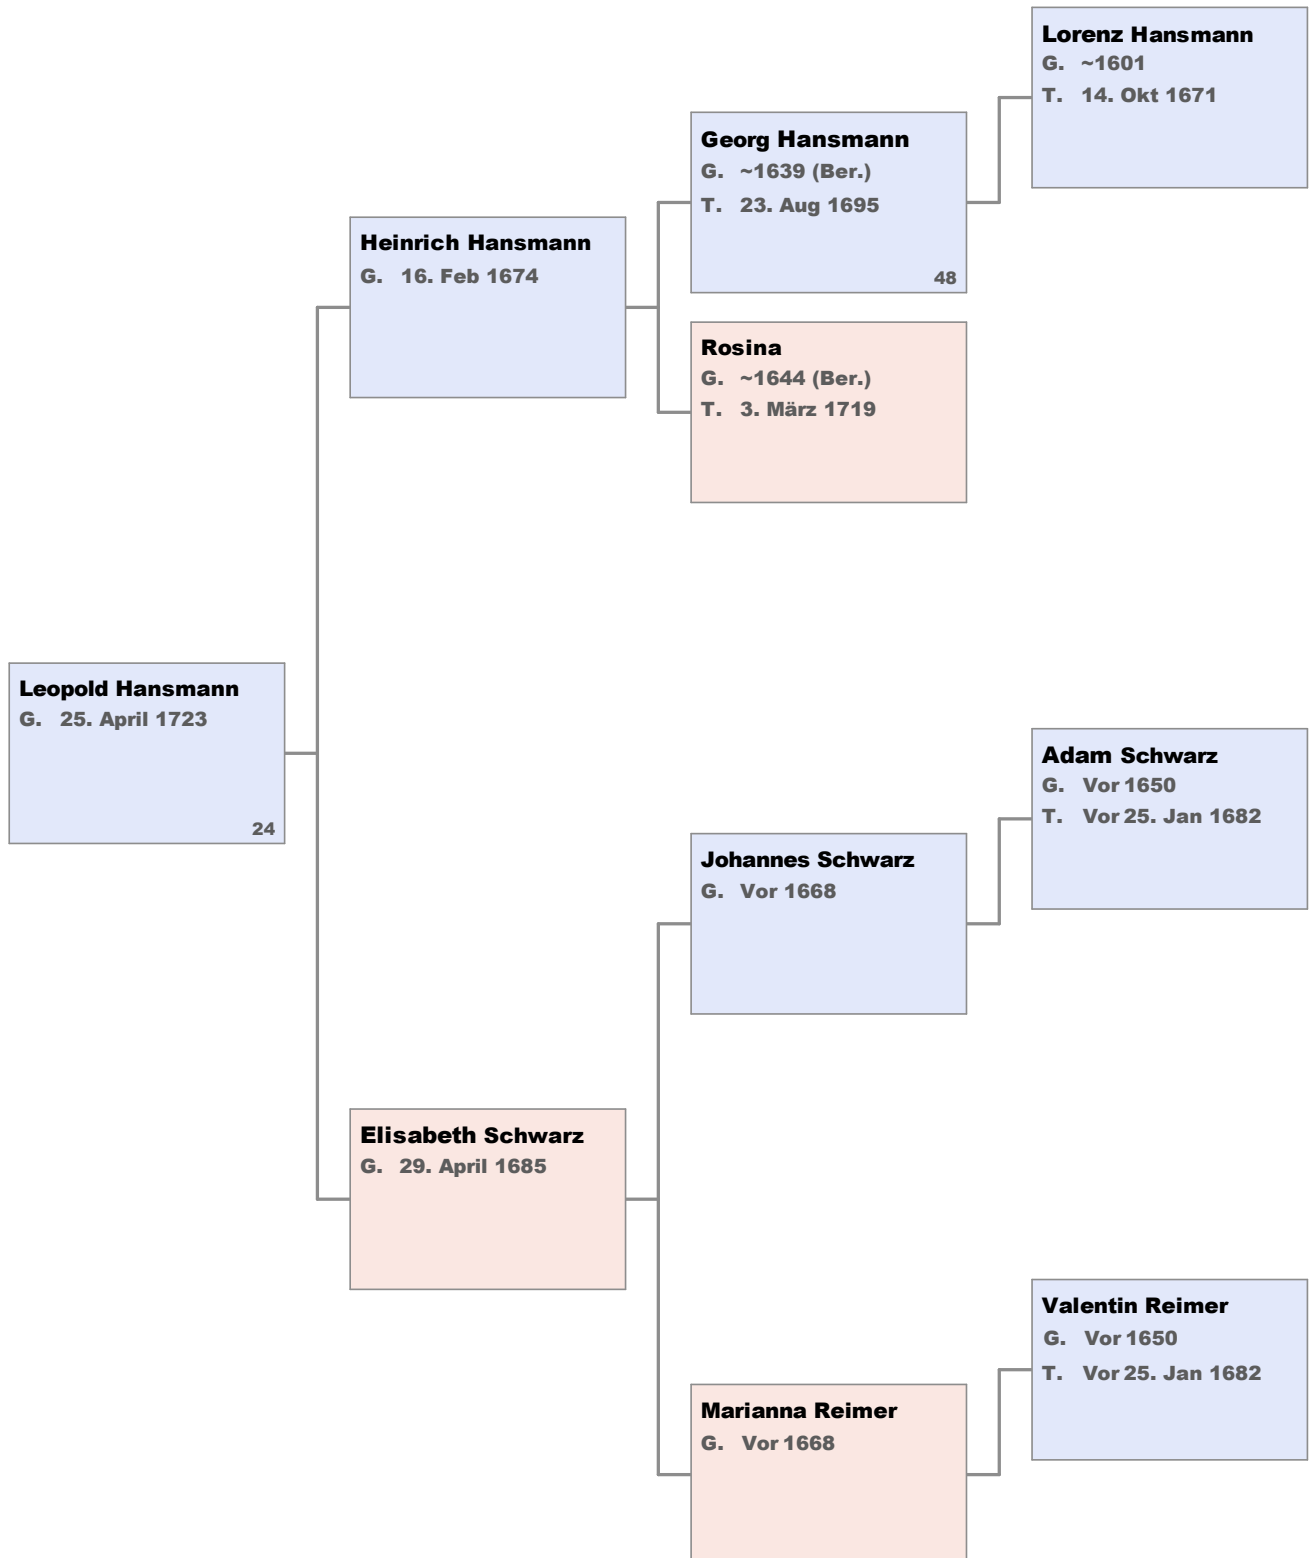 Lorenz Hansmann
G. ~1601
T. 14. Okt 1671
Georg Hansmann
G. ~1639 (Ber.)
T. 23. Aug 1695
48
Heinrich Hansmann
G. 16. Feb 1674
Rosina
G. ~1644 (Ber.)
T. 3. März 1719
Leopold Hansmann
G. 25. April 1723
24
Adam Schwarz
G. Vor 1650
T. Vor 25. Jan 1682
Johannes Schwarz
G. Vor 1668
Elisabeth Schwarz
G. 29. April 1685
Valentin Reimer
G. Vor 1650
T. Vor 25. Jan 1682
Marianna Reimer
G. Vor 1668